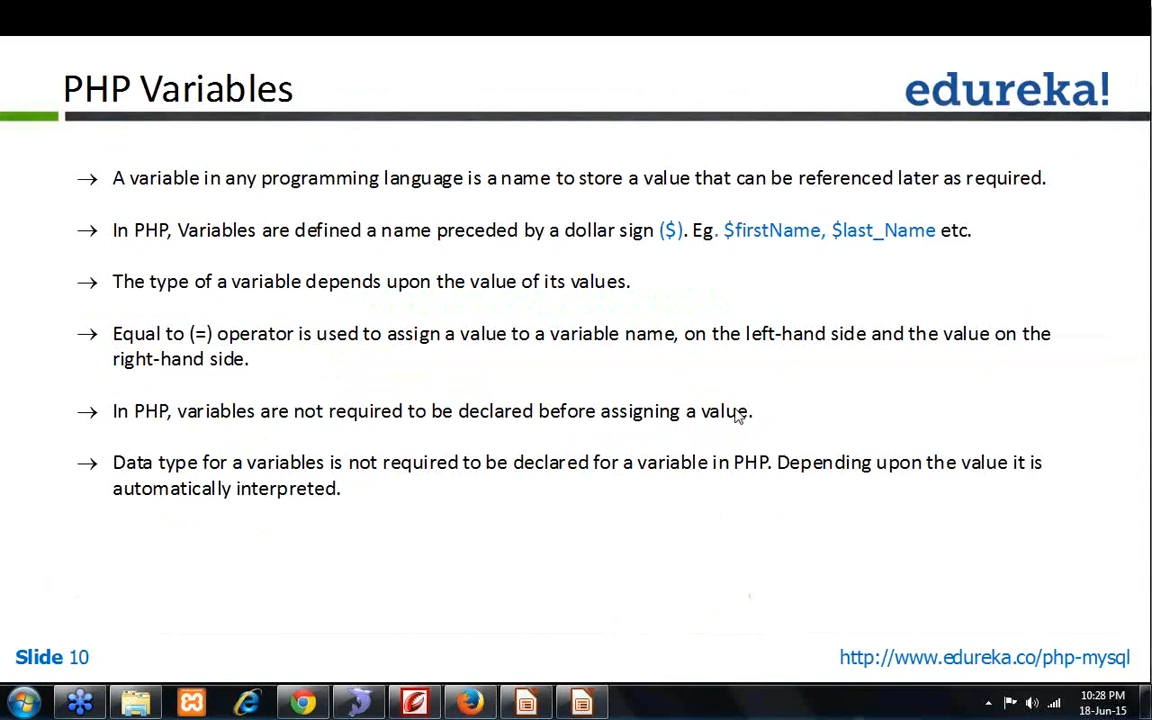 PHP Variables
edureka!
→ A variable in any programming language is a name to store a value that can be referenced later as required.
→ In PHP, Variables are defined a name preceded by a dollar sign ($). Eg. $firstName, $last_Name etc.
→ The type of a variable depends upon the value of its values.
→ Equal to (=) operator is used to assign a value to a variable name, on the left-hand side and the value on the
right-hand side.
→ In PHP, variables are not required to be declared before assigning a value.
→ Data type for a variables is not required to be declared for a variable in PHP. Depending upon the value it is
automatically interpreted.
Slide 10
http://www.edureka.co/php-mysql
10:28 PM
18-Jun-15